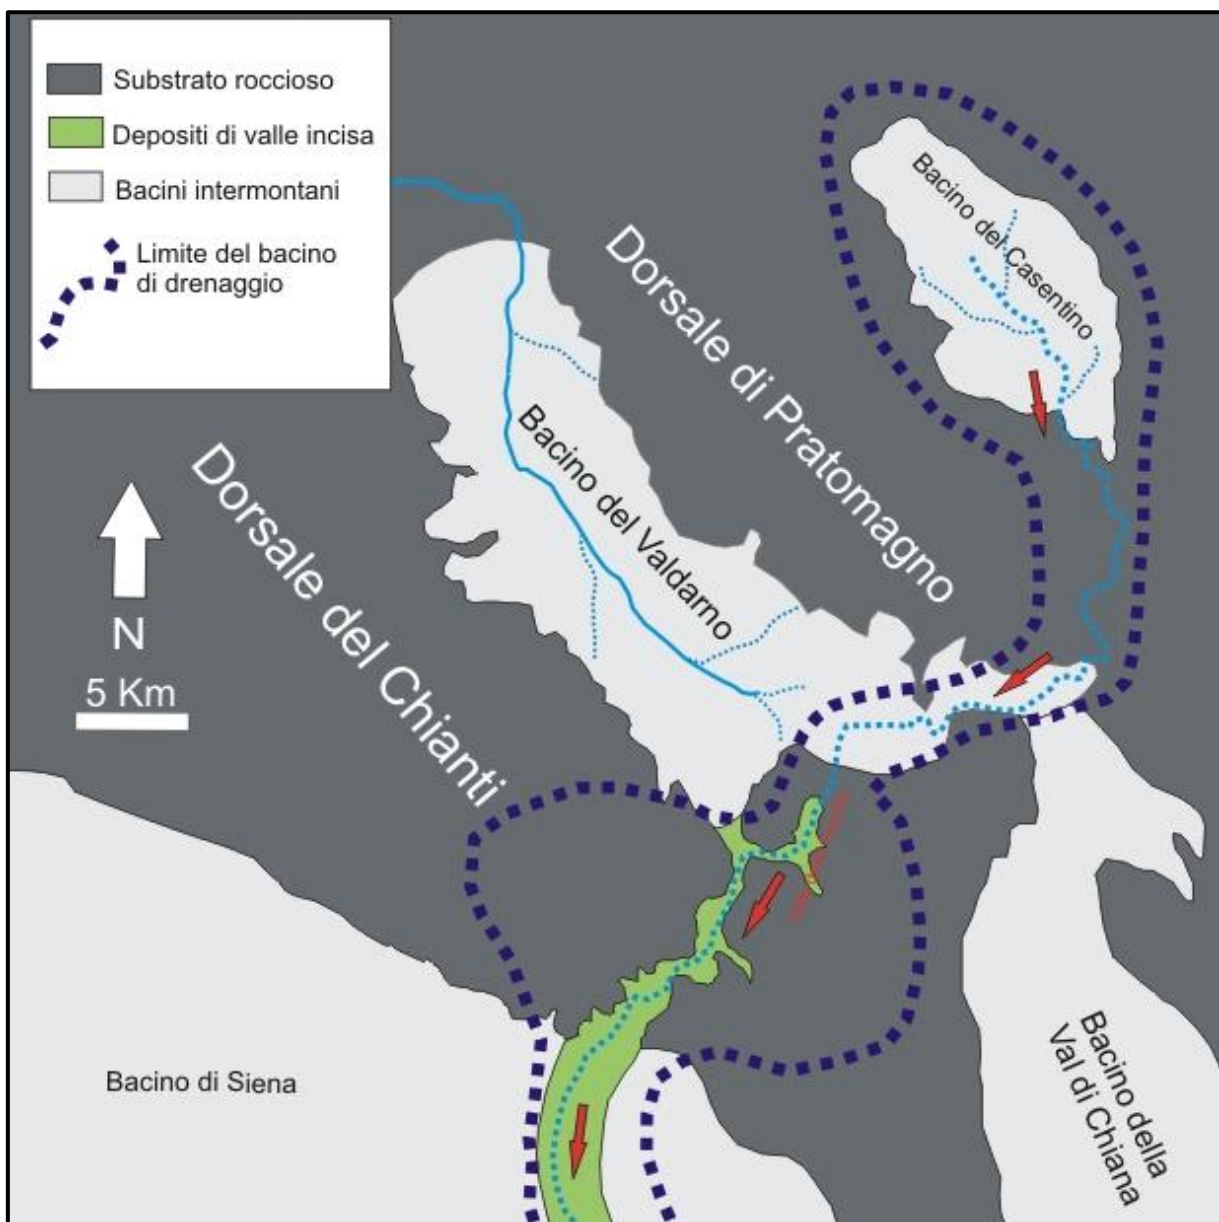 Substrato roccioso
Depositi di valle incisa
Bacini intermontani
Limite del bacino
di drenaggio
Bacino del Casentino
Dorsale di Pratomagno
Bacino del Valdarno
Dorsale del Chianti
N
5 Km
Bacino di Siena
Bacino della
Val di Chiana